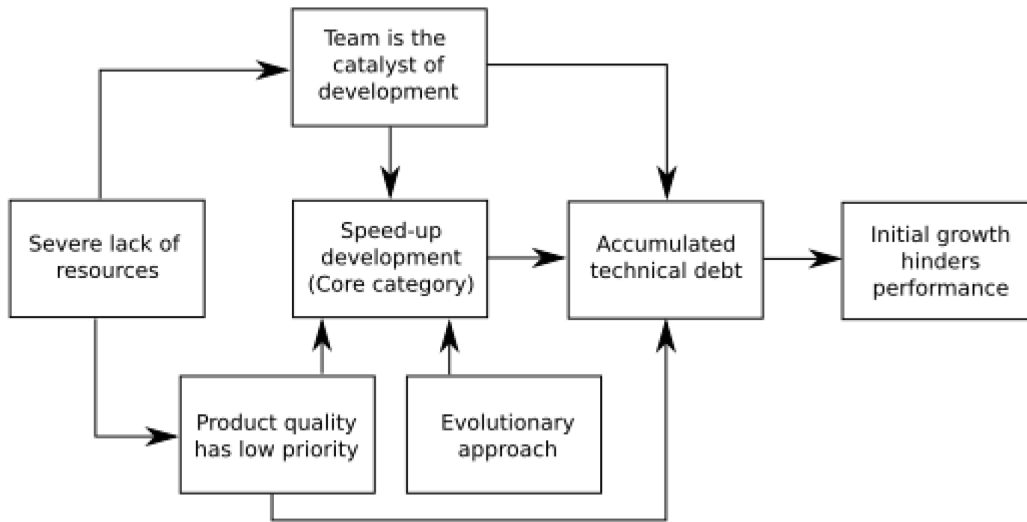 Team is the
catalyst of
development
Severe lack of
resources
Speed-up
development
(Core category)
Accumulated
technical debt
Initial growth
hinders
performance
Product quality
has low priority
Evolutionary
approach